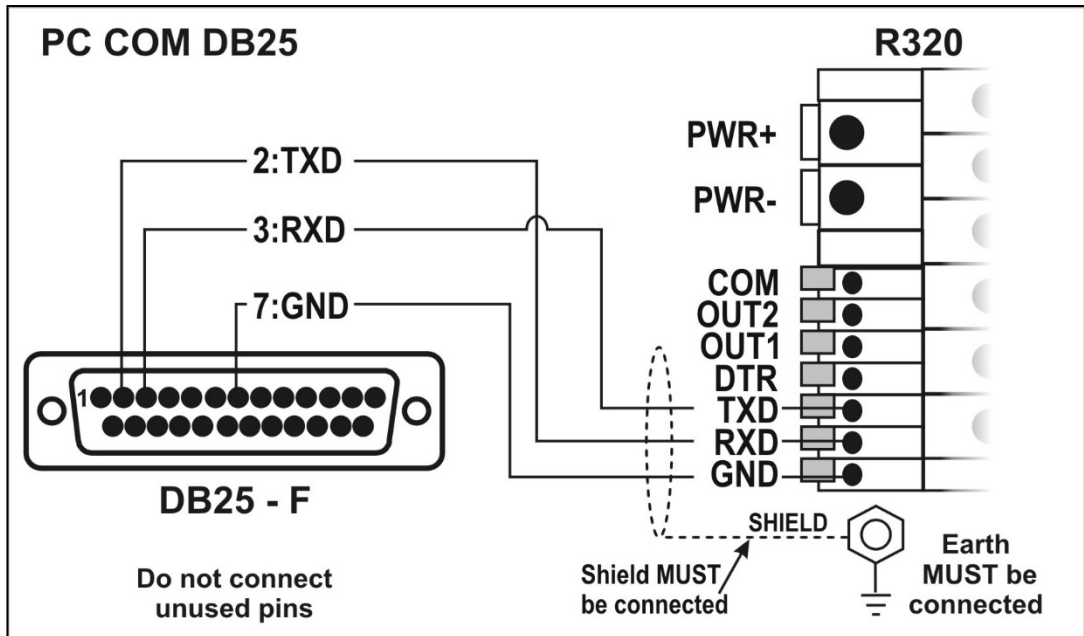 PC COM DB25
R320
PWR+
2:TXD
PWR-
3:RXD
COM
7:GND
OUT2
OUT1
DTR
1
TXD
RXD
GND
DB25 - F
SHIELD
Do not connect
unused pins
Shield MUST
be connected
Earth
MUST be
connected